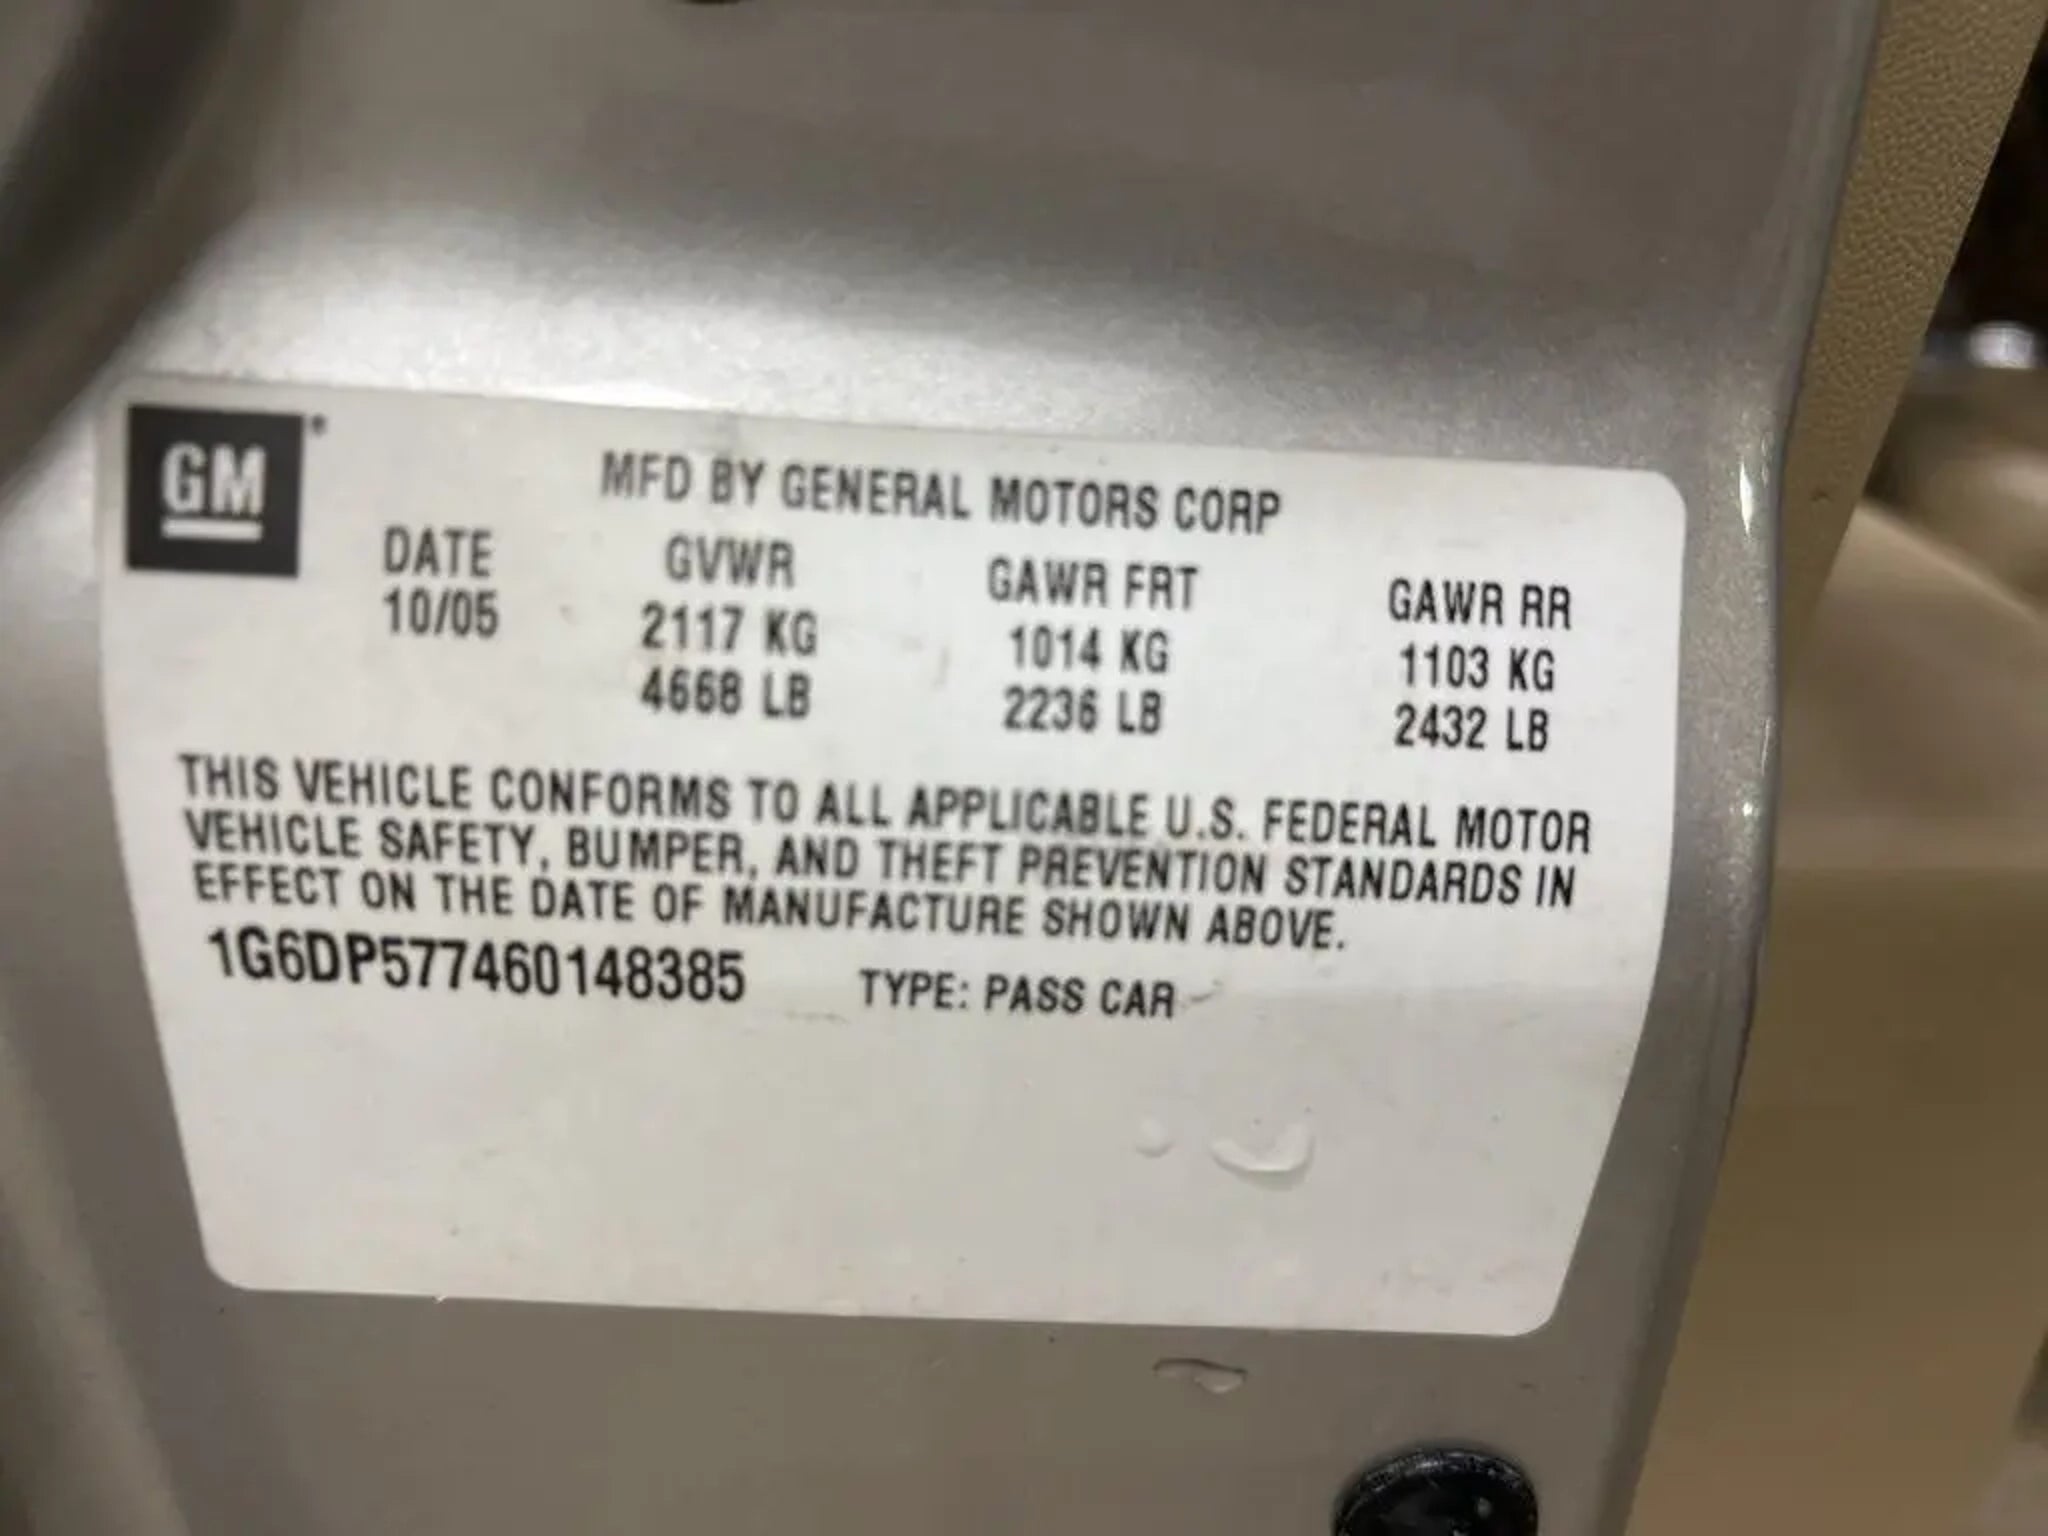 GM
MFD BY GENERAL MOTORS CORP
DATE GVWR GAWR FRT GAWR RR
10/05 2117 KG 1014 KG 1103 KG
4668 LB 2236 LB 2432 LB
THIS VEHICLE CONFORMS TO ALL APPLICABLE U.S. FEDERAL MOTOR
VEHICLE SAFETY, BUMPER, AND THEFT PREVENTION STANDARDS IN
EFFECT ON THE DATE OF MANUFACTURE SHOWN ABOVE.
1G6DP577460148385 TYPE: PASS CAR